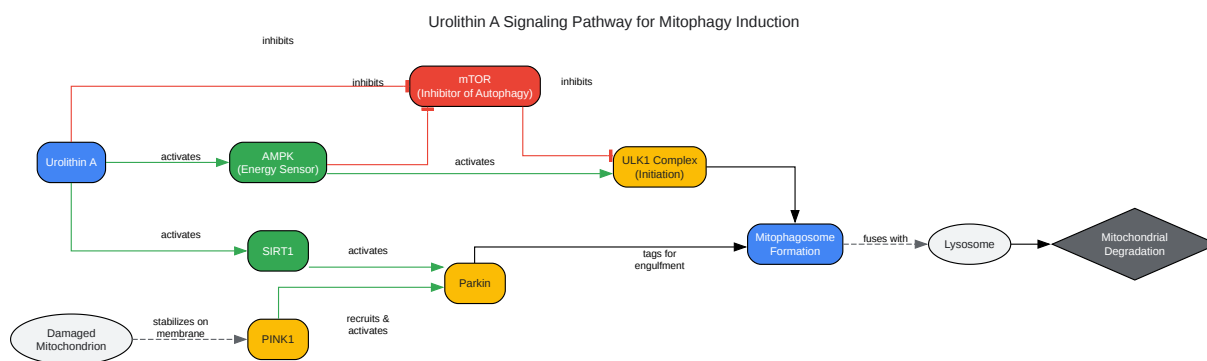 Urolithin A Signaling Pathway for Mitophagy Induction
inhibits
inhibits
mTOR
(Inhibitor of Autophagy)
inhibits
Urolithin A
activates
AMPK
(Energy Sensor)
activates
ULK1 Complex
(Initiation)
activates
SIRT1
activates
Parkin
tags for
engulfment
Mitophagosome
Formation
fuses with
Lysosome
Mitochondrial
Degradation
Damaged
Mitochondrion
stabilizes on
membrane
PINK1
recruits &
activates